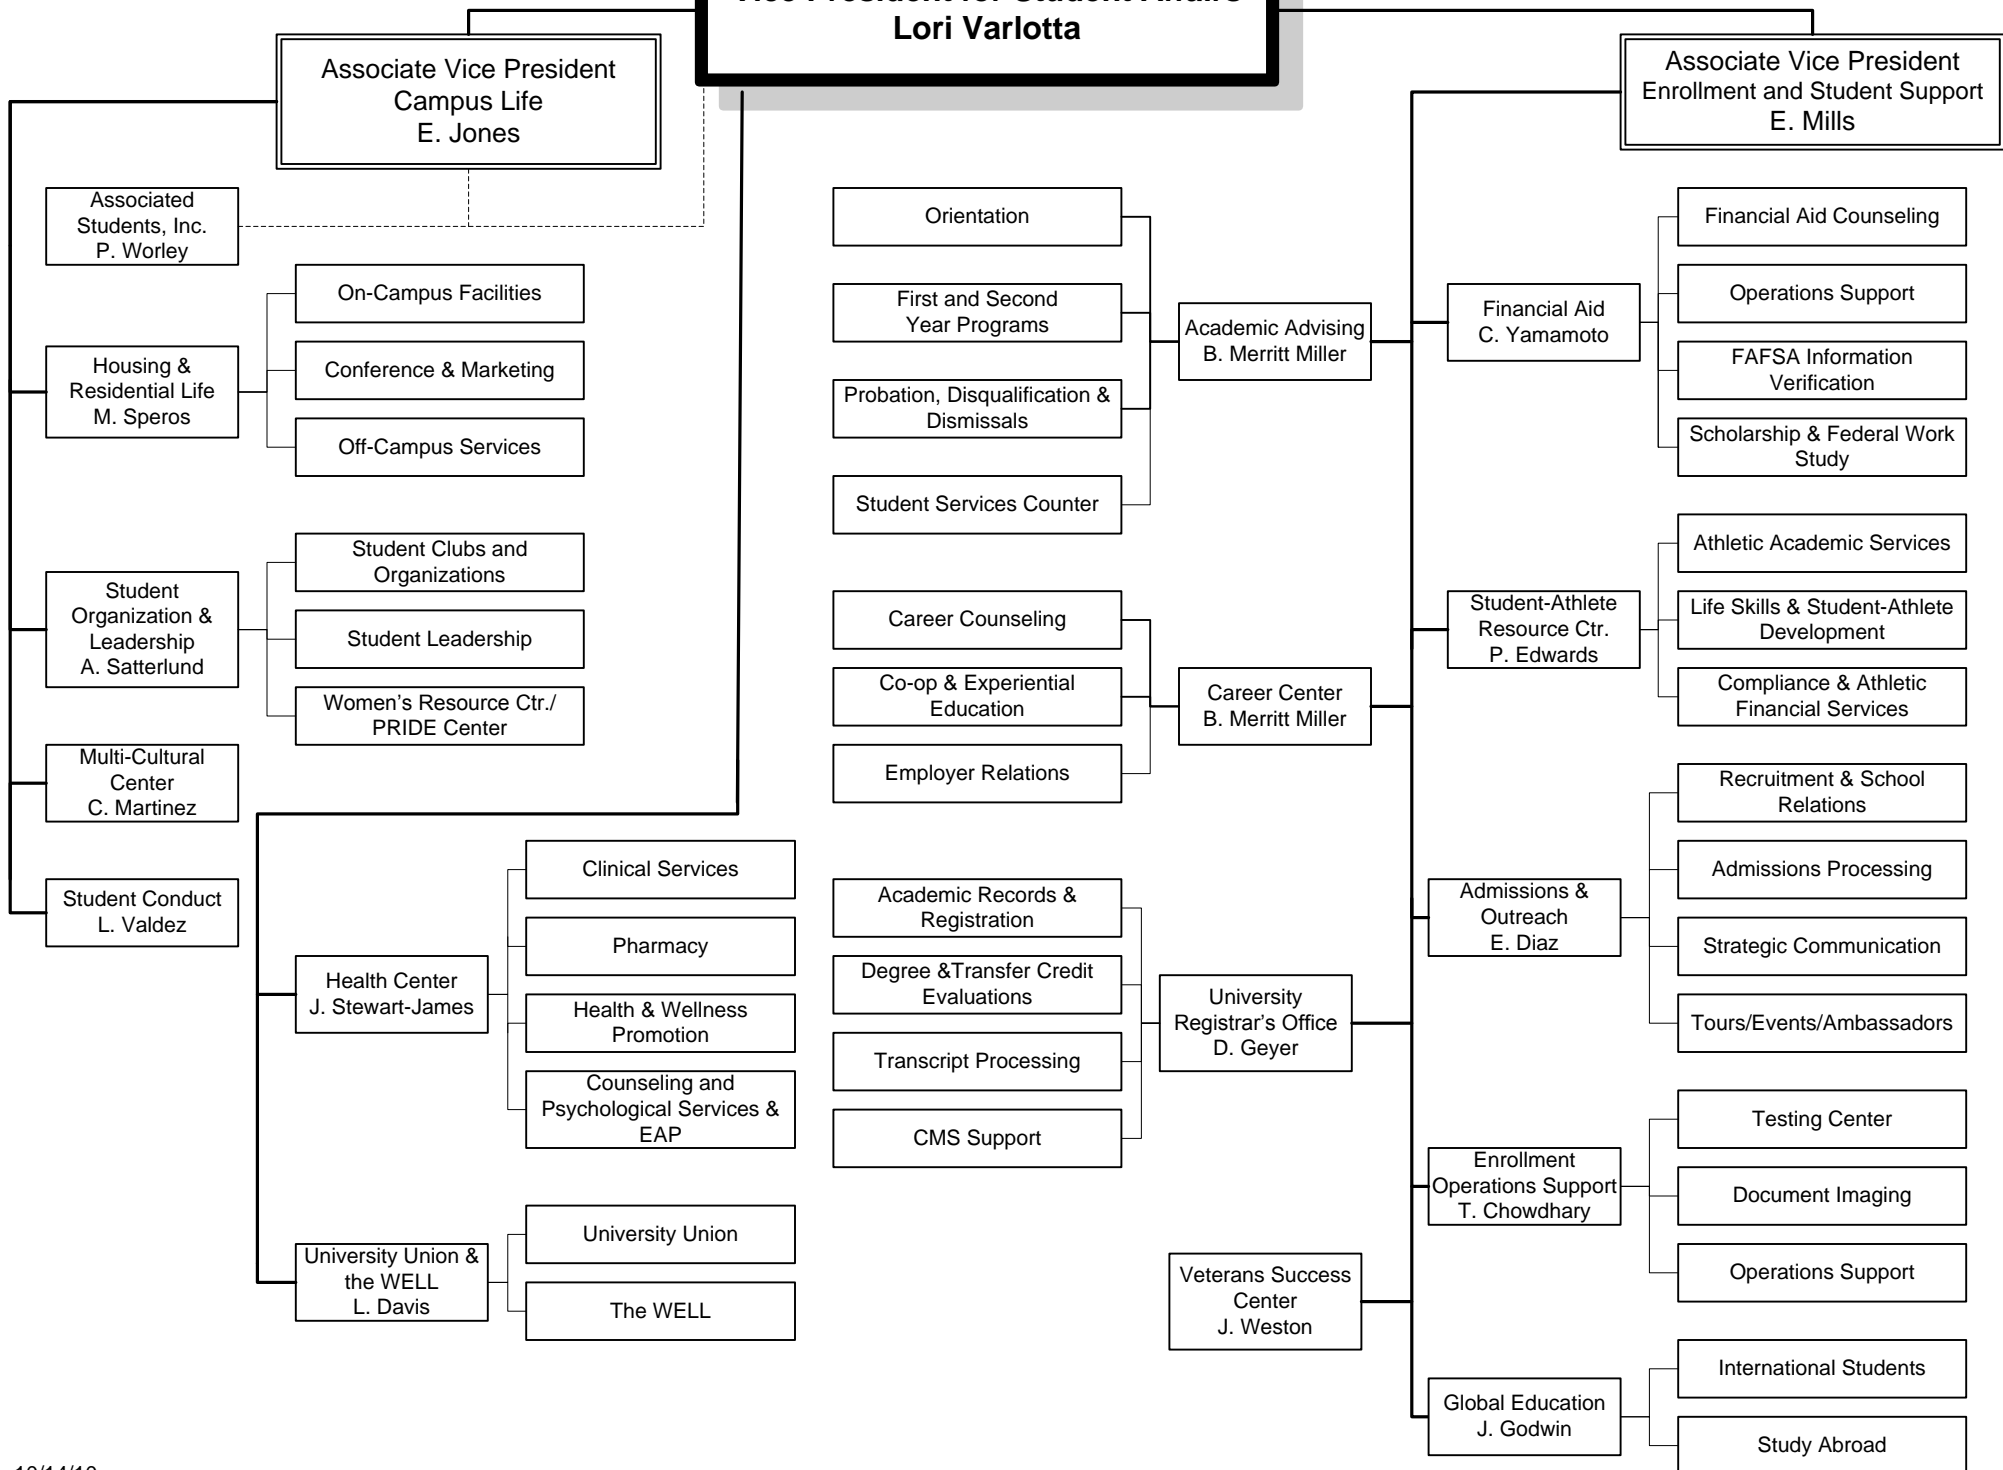 Vice President for Student Affairs
Lori Varlotta
Associate Vice President
Campus Life
E. Jones
Associate Vice President
Enrollment and Student Support
E. Mills
Associated
Students, Inc.
P. Worley
On-Campus Facilities
Housing &
Residential Life
M. Speros
Conference & Marketing
Off-Campus Services
Student Clubs and
Organizations
Student
Organization &
Leadership
A. Satterlund
Student Leadership
Women's Resource Ctr./
PRIDE Center
Multi-Cultural
Center
C. Martinez
Student Conduct
L. Valdez
Clinical Services
Pharmacy
Health Center
J. Stewart-James
Health & Wellness
Promotion
Counseling and
Psychological Services &
EAP
University Union
University Union &
the WELL
L. Davis
The WELL
Orientation
First and Second
Year Programs
Academic Advising
B. Merritt Miller
Probation, Disqualification &
Dismissals
Student Services Counter
Career Counseling
Co-op & Experiential
Education
Career Center
B. Merritt Miller
Employer Relations
Academic Records &
Registration
Degree &Transfer Credit
Evaluations
University
Registrar's Office
D. Geyer
Transcript Processing
CMS Support
Veterans Success
Center
J. Weston
Financial Aid Counseling
Operations Support
Financial Aid
C. Yamamoto
FAFSA Information
Verification
Scholarship & Federal Work
Study
Athletic Academic Services
Student-Athlete
Resource Ctr.
P. Edwards
Life Skills & Student-Athlete
Development
Compliance & Athletic
Financial Services
Recruitment & School
Relations
Admissions Processing
Admissions &
Outreach
E. Diaz
Strategic Communication
Tours/Events/Ambassadors
Testing Center
Enrollment
Operations Support
T. Chowdhary
Document Imaging
Operations Support
International Students
Global Education
J. Godwin
Study Abroad